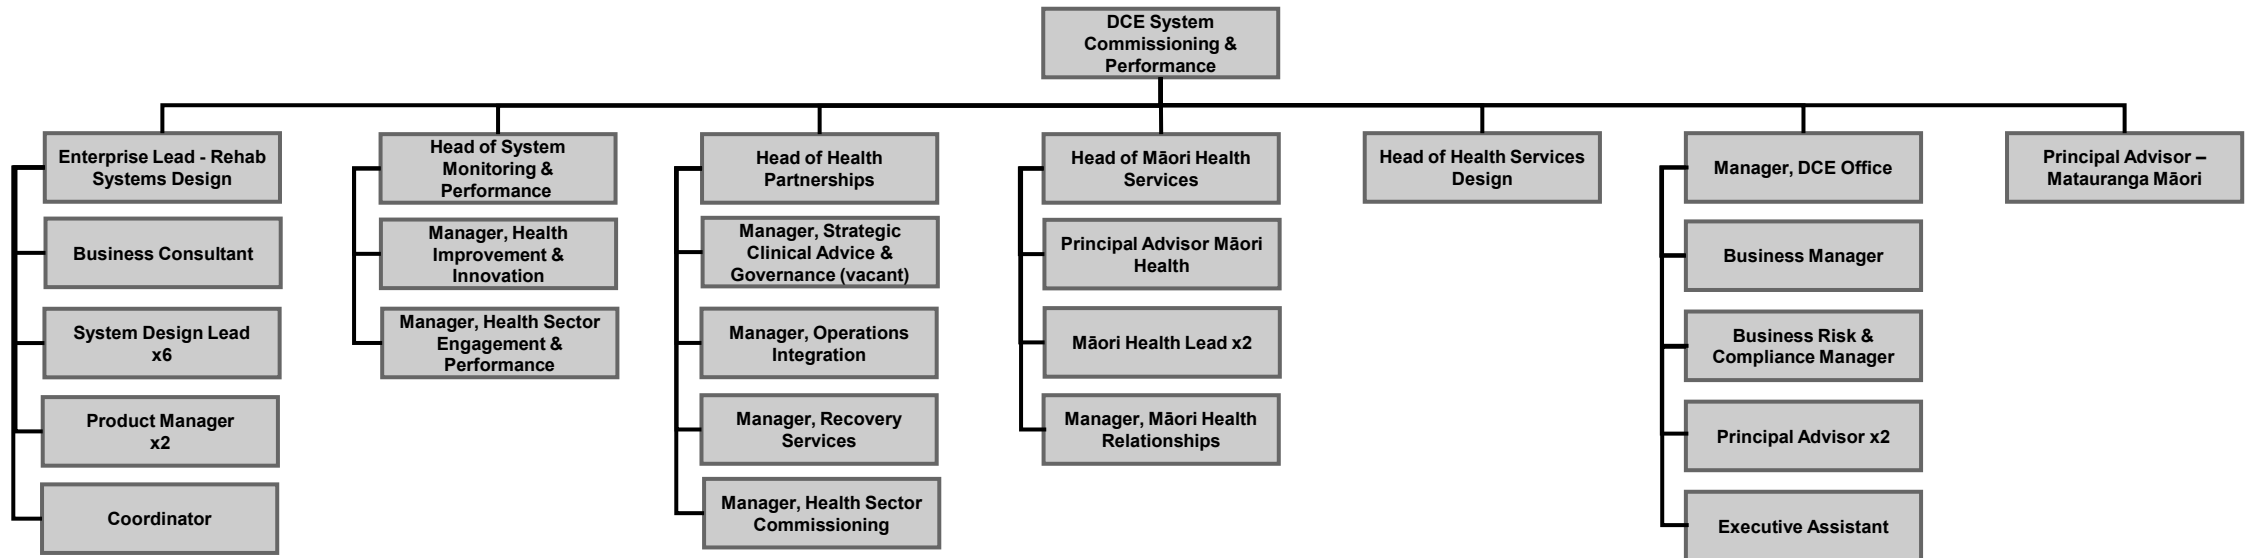 DCE System
Commissioning &
Performance
Enterprise Lead - Rehab
Systems Design
Business Consultant
System Design Lead
x6
Product Manager
x2
Coordinator
Head of System
Monitoring &
Performance
Manager, Health
Improvement &
Innovation
Manager, Health Sector
Engagement &
Performance
Head of Health
Partnerships
Manager, Strategic
Clinical Advice &
Governance (vacant)
Manager, Operations
Integration
Manager, Recovery
Services
Manager, Health Sector
Commissioning
Head of Māori Health
Services
Principal Advisor Māori
Health
Māori Health Lead x2
Manager, Māori Health
Relationships
Head of Health Services
Design
Manager, DCE Office
Business Manager
Business Risk &
Compliance Manager
Principal Advisor x2
Executive Assistant
Principal Advisor –
Matauranga Māori